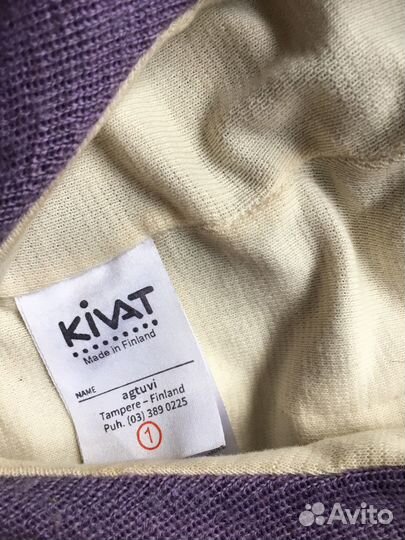 KIVAT
Made in Finland
NAME
agtuvi
Tampere – Finland
Puh. (03) 389 0225
1
Avito